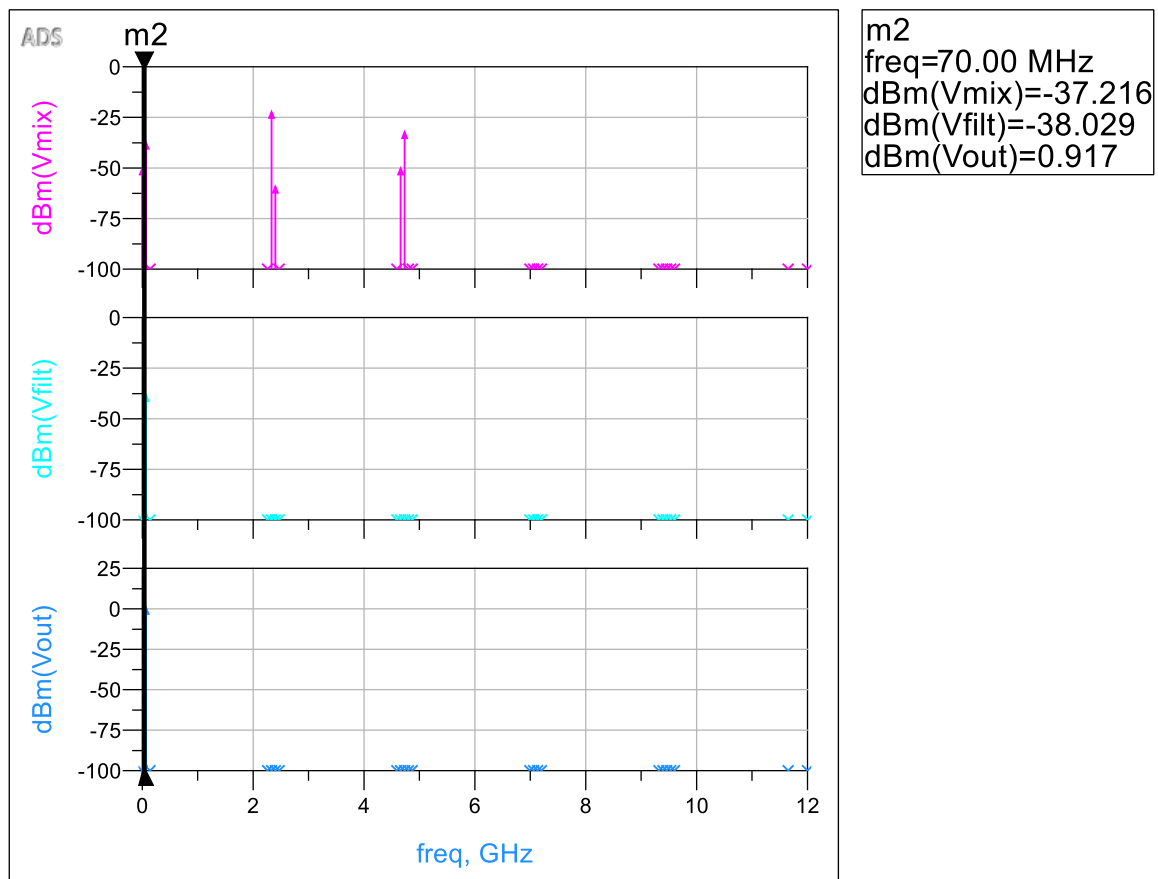 ADS
m2
0
-25
-50
-75
-100
dBm(Vmix)
0
-25
-50
-75
-100
dBm(Vfilt)
25
0
-25
-50
-75
-100
dBm(Vout)
0 2 4 6 8 10 12
freq, GHz
m2
freq=70.00 MHz
dBm(Vmix)=-37.216
dBm(Vfilt)=-38.029
dBm(Vout)=0.917